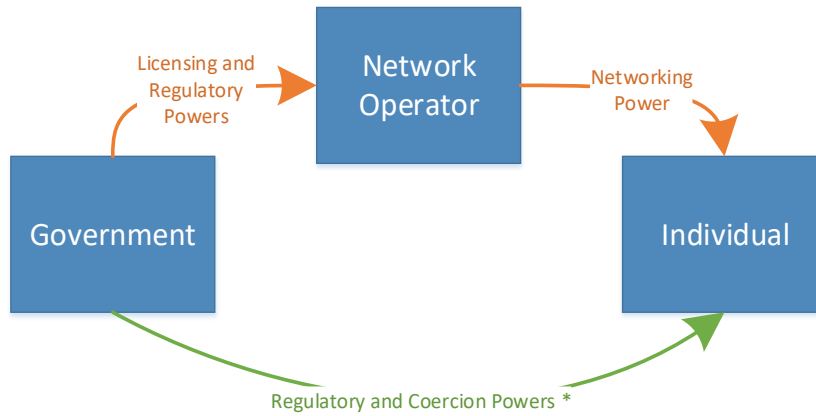 Licensing and
Regulatory
Powers
Network
Operator
Networking
Power
Government
Individual
Regulatory and Coercion Powers *